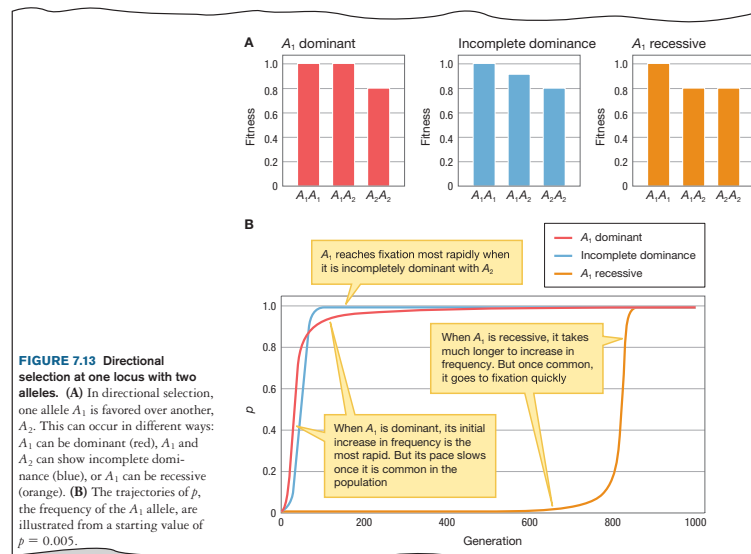 A
A₁ dominant
Fitness
1.0
0.8
0.6
0.4
0.2
0
A₁A₁ A₁A₂ A₂A₂
Incomplete dominance
Fitness
1.0
0.8
0.6
0.4
0.2
0
A₁A₁ A₁A₂ A₂A₂
A₁ recessive
Fitness
1.0
0.8
0.6
0.4
0.2
0
A₁A₁ A₁A₂ A₂A₂
B
A₁ dominant
Incomplete dominance
A₁ recessive
A₁ reaches fixation most rapidly when
it is incompletely dominant with A₂
When A₁ is recessive, it takes
much longer to increase in
frequency. But once common,
it goes to fixation quickly
When A₁ is dominant, its initial
increase in frequency is the
most rapid. But its pace slows
once it is common in the
population
p
1.0
0.8
0.6
0.4
0.2
0
0 200 400 600 800 1000
Generation
FIGURE 7.13 Directional
selection at one locus with two
alleles. (A) In directional selection,
one allele A₁ is favored over another,
A₂. This can occur in different ways:
A₁ can be dominant (red), A₁ and
A₂ can show incomplete domi-
nance (blue), or A₁ can be recessive
(orange). (B) The trajectories of p,
the frequency of the A₁ allele, are
illustrated from a starting value of
p = 0.005.